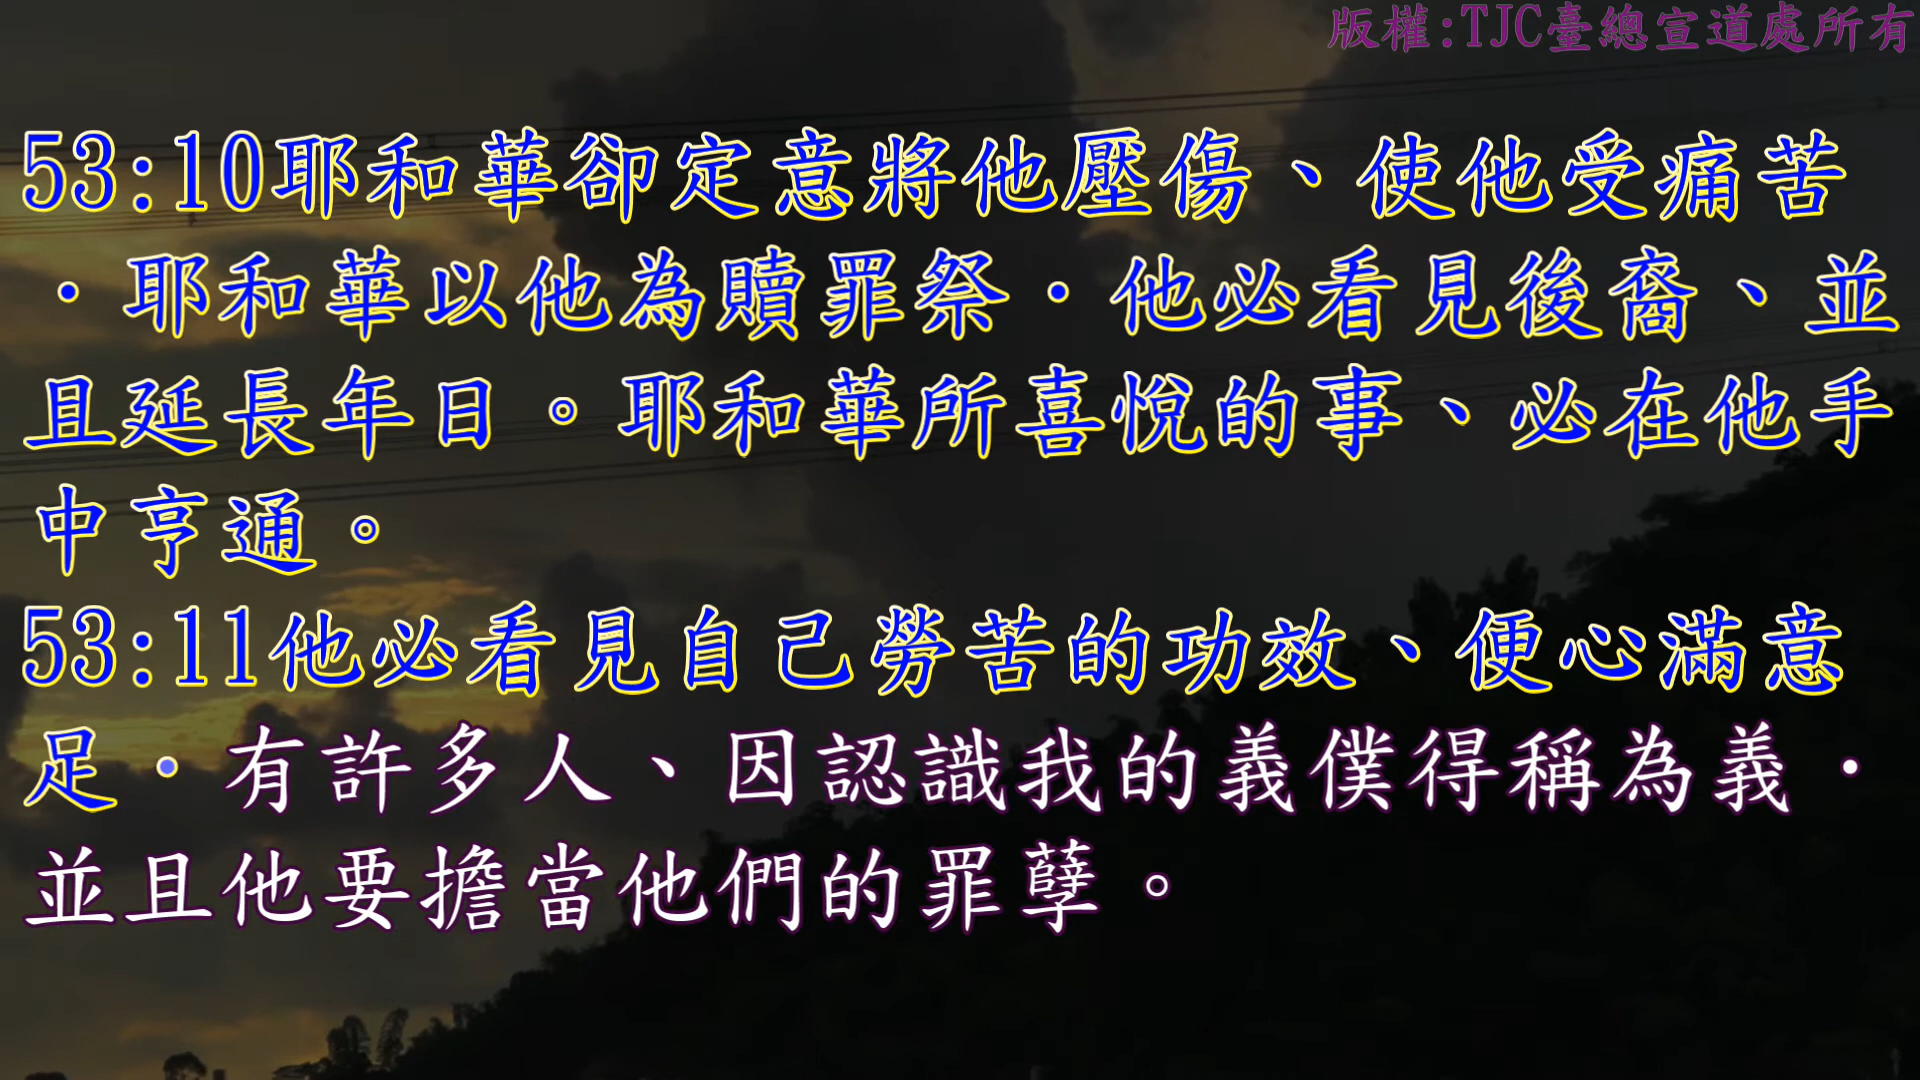 版權:TJC臺總宣道處所有
53:10耶和華卻定意將他壓傷、使他受痛苦
．耶和華以他為贖罪祭．他必看見後裔、並
且延長年日。耶和華所喜悅的事、必在他手
中亨通。
53:11他必看見自己勞苦的功效、便心滿意
足．有許多人、因認識我的義僕得稱為義．
並且他要擔當他們的罪孽。